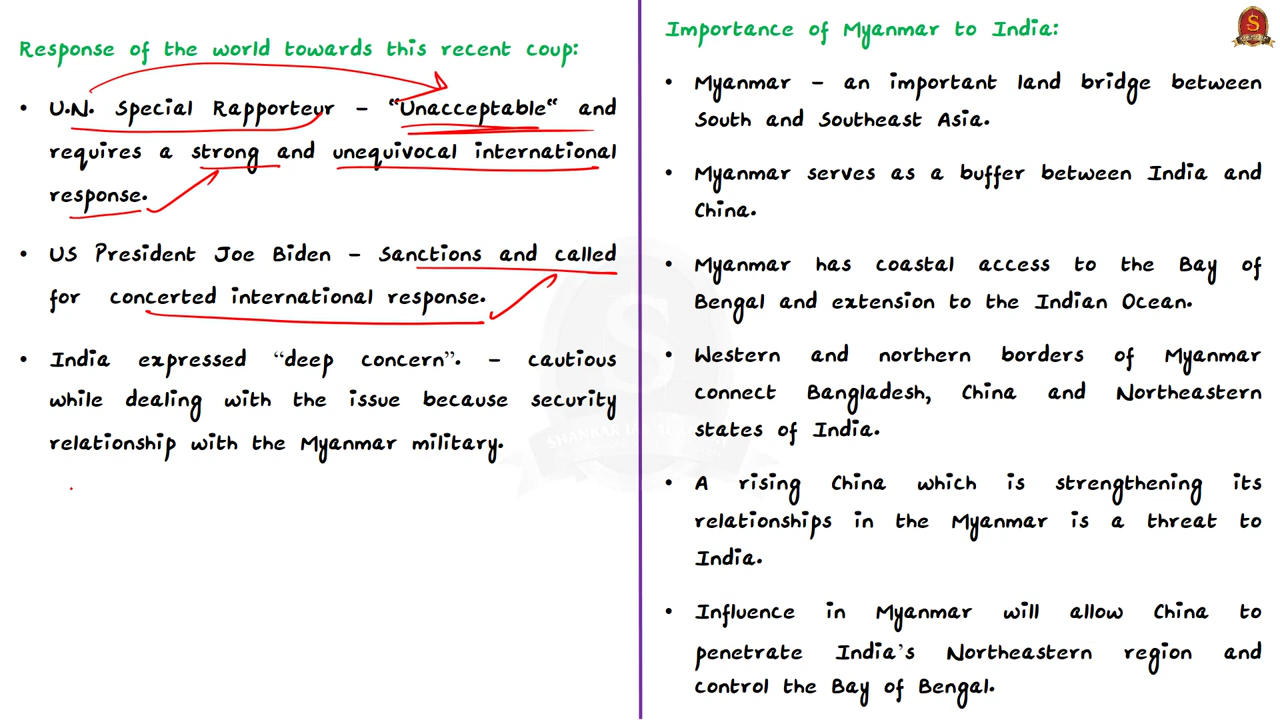 Response of the world towards this recent coup:
• U.N. Special Rapporteur – “Unacceptable“ and
requires a strong and unequivocal international
response.
• US President Joe Biden – Sanctions and called
for concerted international response.
• India expressed “deep concern”. – cautious
while dealing with the issue because security
relationship with the Myanmar military.
Importance of Myanmar to India:
• Myanmar – an important land bridge between
South and Southeast Asia.
• Myanmar serves as a buffer between India and
China.
• Myanmar has coastal access to the Bay of
Bengal and extension to the Indian Ocean.
• Western and northern borders of Myanmar
connect Bangladesh, China and Northeastern
states of India.
• A rising China which is strengthening its
relationships in the Myanmar is a threat to
India.
• Influence in Myanmar will allow China to
penetrate India’s Northeastern region and
control the Bay of Bengal.